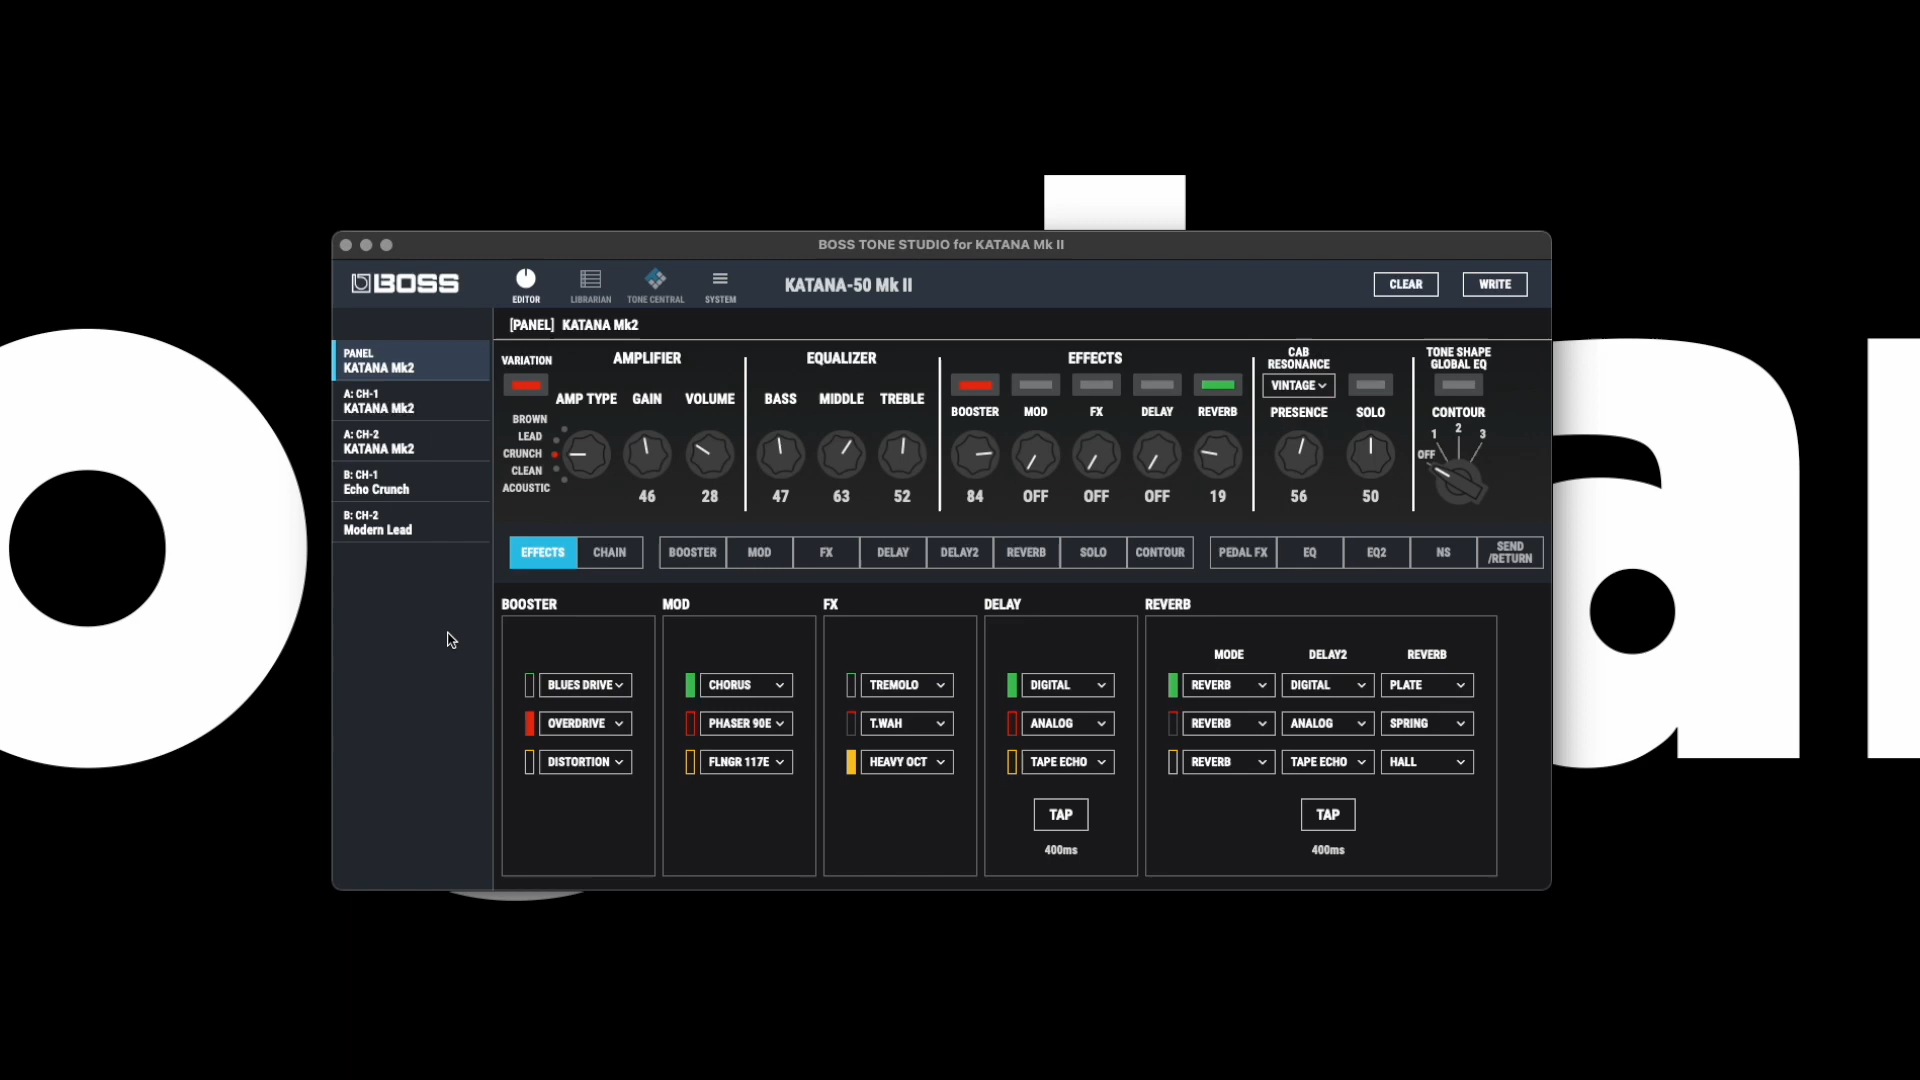 BOSS TONE STUDIO for KATANA Mk II
BOSS
EDITOR
LIBRARIAN
TONE CENTRAL
SYSTEM
KATANA-50 Mk II
CLEAR
WRITE
[PANEL] KATANA Mk2
PANEL
KATANA Mk2
A: CH-1
KATANA Mk2
A: CH-2
KATANA Mk2
B: CH-1
Echo Crunch
B: CH-2
Modern Lead
VARIATION
AMPLIFIER
AMP TYPE GAIN VOLUME
BROWN
LEAD
CRUNCH
CLEAN
ACOUSTIC
46 28
EQUALIZER
BASS MIDDLE TREBLE
47 63 52
EFFECTS
BOOSTER MOD FX DELAY REVERB
84 OFF OFF OFF 19
CAB
RESONANCE
VINTAGE
PRESENCE SOLO
56 50
TONE SHAPE
GLOBAL EQ
CONTOUR
OFF 1 2 3
EFFECTS CHAIN BOOSTER MOD FX DELAY DELAY2 REVERB SOLO CONTOUR PEDAL FX EQ EQ2 NS SEND
/RETURN
BOOSTER
BLUES DRIVE
OVERDRIVE
DISTORTION
MOD
CHORUS
PHASER 90E
FLNGR 117E
FX
TREMOLO
T.WAH
HEAVY OCT
DELAY
DIGITAL
ANALOG
TAPE ECHO
TAP
400ms
REVERB
MODE DELAY2 REVERB
REVERB DIGITAL PLATE
REVERB ANALOG SPRING
REVERB TAPE ECHO HALL
TAP
400ms